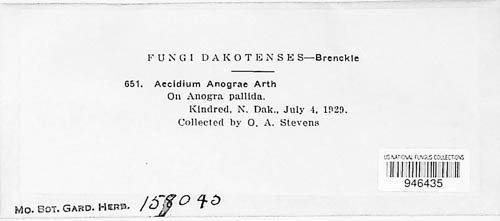 FUNGI DAKOTENSES—Brenckle
651. Aecidium Anograe Arth
On Anogra pallida.
Kindred, N. Dak., July 4, 1929.
Collected by O. A. Stevens
US NATIONAL FUNGUS COLLECTIONS
946435
MO. BOT. GARD. HERB.